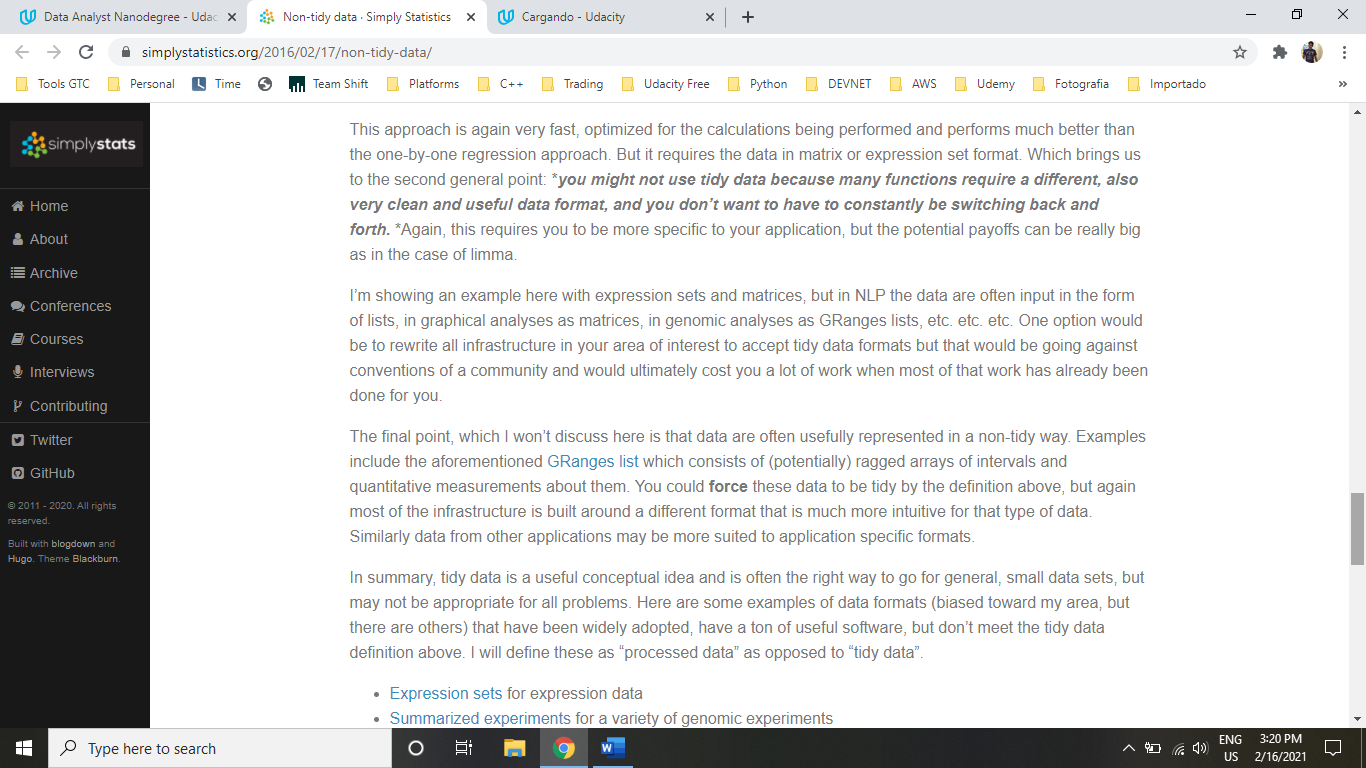 Data Analyst Nanodegree - Udac
Non-tidy data · Simply Statistics
Cargando - Udacity
simplystatistics.org/2016/02/17/non-tidy-data/
Tools GTC
Personal
Time
Team Shift
Platforms
C++
Trading
Udacity Free
Python
DEVNET
AWS
Udemy
Fotografia
Importado
»
simplystats
Home
About
Archive
Conferences
Courses
Interviews
Contributing
Twitter
GitHub
© 2011 - 2020. All rights
reserved.
Built with blogdown and
Hugo. Theme Blackburn.
This approach is again very fast, optimized for the calculations being performed and performs much better than
the one-by-one regression approach. But it requires the data in matrix or expression set format. Which brings us
to the second general point: *you might not use tidy data because many functions require a different, also
very clean and useful data format, and you don’t want to have to constantly be switching back and
forth. *Again, this requires you to be more specific to your application, but the potential payoffs can be really big
as in the case of limma.
I’m showing an example here with expression sets and matrices, but in NLP the data are often input in the form
of lists, in graphical analyses as matrices, in genomic analyses as GRanges lists, etc. etc. etc. One option would
be to rewrite all infrastructure in your area of interest to accept tidy data formats but that would be going against
conventions of a community and would ultimately cost you a lot of work when most of that work has already been
done for you.
The final point, which I won’t discuss here is that data are often usefully represented in a non-tidy way. Examples
include the aforementioned GRanges list which consists of (potentially) ragged arrays of intervals and
quantitative measurements about them. You could force these data to be tidy by the definition above, but again
most of the infrastructure is built around a different format that is much more intuitive for that type of data.
Similarly data from other applications may be more suited to application specific formats.
In summary, tidy data is a useful conceptual idea and is often the right way to go for general, small data sets, but
may not be appropriate for all problems. Here are some examples of data formats (biased toward my area, but
there are others) that have been widely adopted, have a ton of useful software, but don’t meet the tidy data
definition above. I will define these as “processed data” as opposed to “tidy data”.
• Expression sets for expression data
• Summarized experiments for a variety of genomic experiments
Type here to search
ENG
US
3:20 PM
2/16/2021